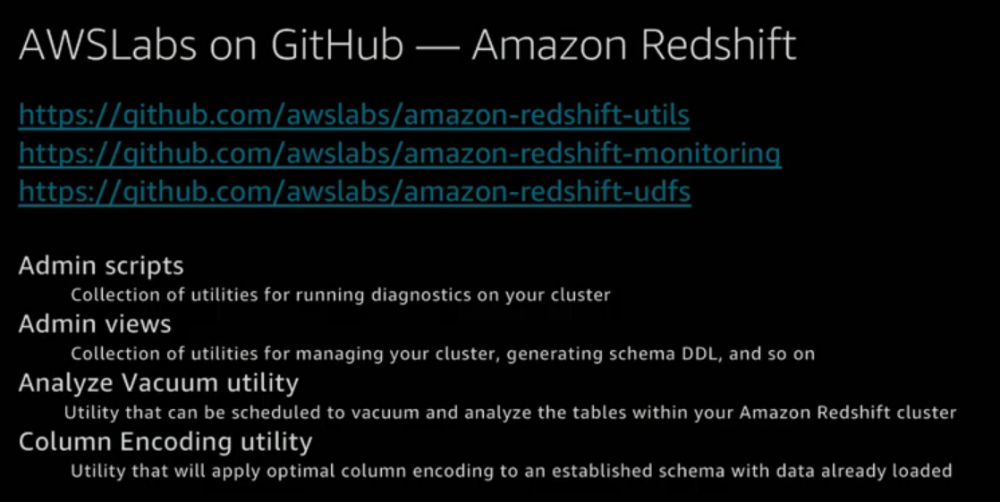 AWSLabs on GitHub — Amazon Redshift
https://github.com/awslabs/amazon-redshift-utils
https://github.com/awslabs/amazon-redshift-monitoring
https://github.com/awslabs/amazon-redshift-udfs
Admin scripts
Collection of utilities for running diagnostics on your cluster
Admin views
Collection of utilities for managing your cluster, generating schema DDL, and so on
Analyze Vacuum utility
Utility that can be scheduled to vacuum and analyze the tables within your Amazon Redshift cluster
Column Encoding utility
Utility that will apply optimal column encoding to an established schema with data already loaded